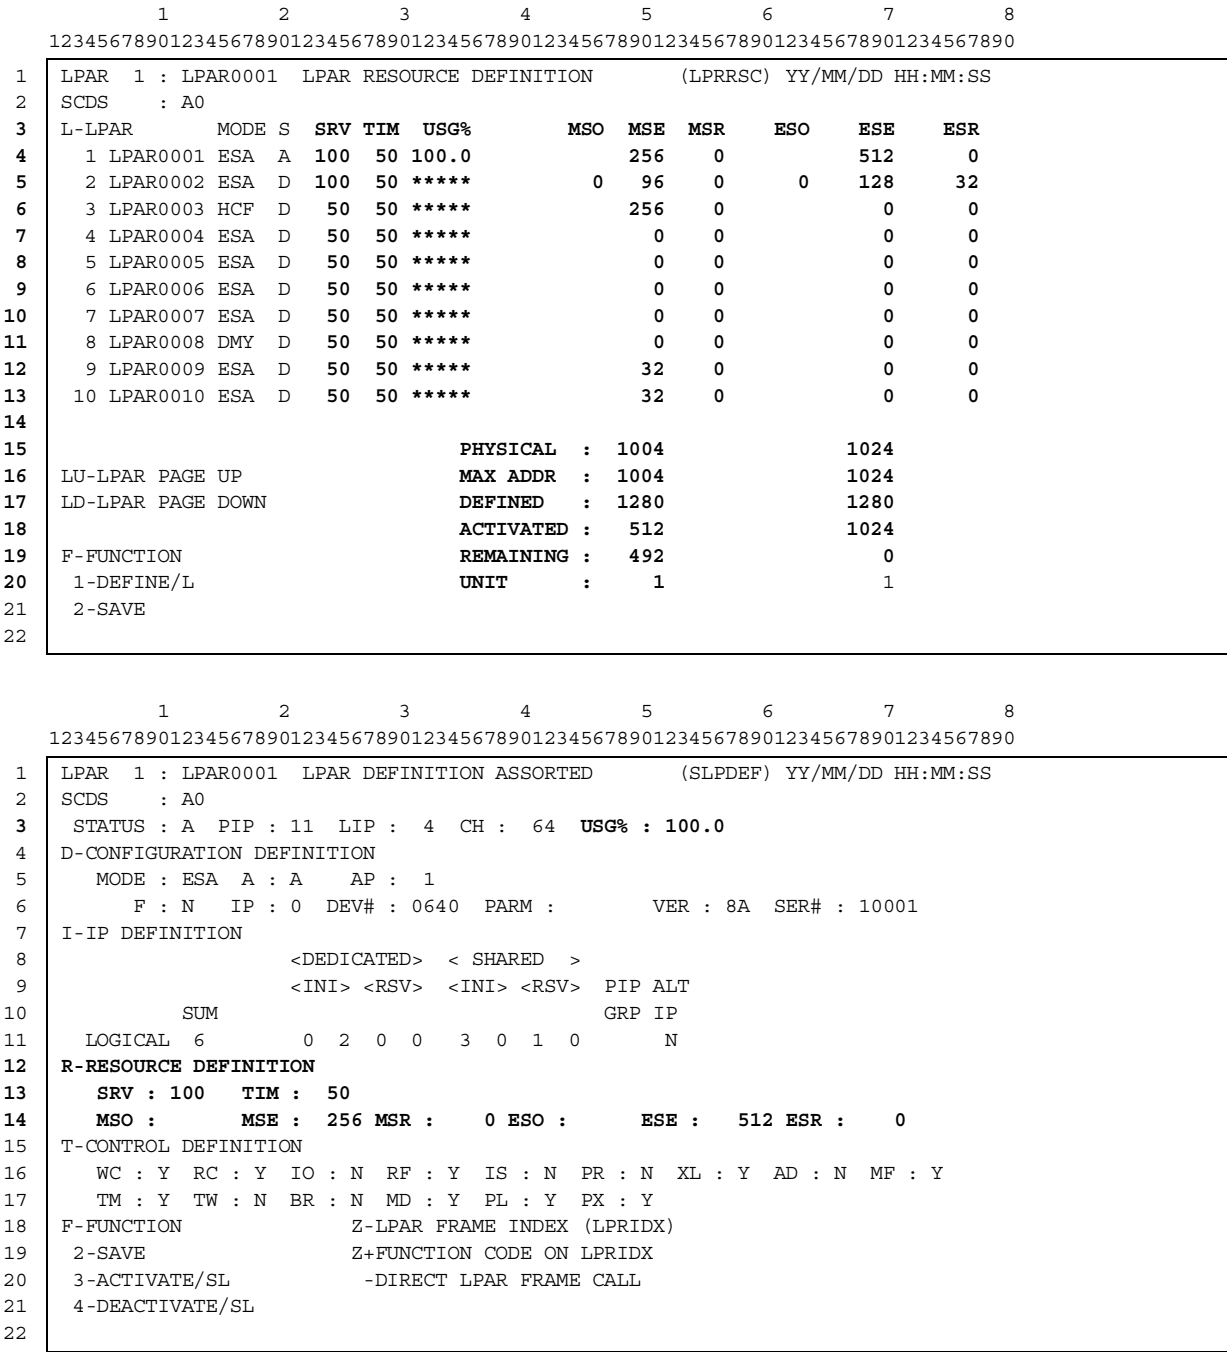 1 2 3 4 5 6 7 8
12345678901234567890123456789012345678901234567890123456789012345678901234567890
1 LPAR 1 : LPAR0001 LPAR RESOURCE DEFINITION (LPRRSC) YY/MM/DD HH:MM:SS
2 SCDS : A0
3 L-LPAR MODE S SRV TIM USG% MSO MSE MSR ESO ESE ESR
4 1 LPAR0001 ESA A 100 50 100.0 256 0 512 0
5 2 LPAR0002 ESA D 100 50 ***** 0 96 0 0 128 32
6 3 LPAR0003 HCF D 50 50 ***** 256 0 0 0
7 4 LPAR0004 ESA D 50 50 ***** 0 0 0 0
8 5 LPAR0005 ESA D 50 50 ***** 0 0 0 0
9 6 LPAR0006 ESA D 50 50 ***** 0 0 0 0
10 7 LPAR0007 ESA D 50 50 ***** 0 0 0 0
11 8 LPAR0008 DMY D 50 50 ***** 0 0 0 0
12 9 LPAR0009 ESA D 50 50 ***** 32 0 0 0
13 10 LPAR0010 ESA D 50 50 ***** 32 0 0 0
14
15 PHYSICAL : 1004 1024
16 LU-LPAR PAGE UP MAX ADDR : 1004 1024
17 LD-LPAR PAGE DOWN DEFINED : 1280 1280
18 ACTIVATED : 512 1024
19 F-FUNCTION REMAINING : 492 0
20 1-DEFINE/L UNIT : 1 1
21 2-SAVE
22
1 2 3 4 5 6 7 8
12345678901234567890123456789012345678901234567890123456789012345678901234567890
1 LPAR 1 : LPAR0001 LPAR DEFINITION ASSORTED (SLPDEF) YY/MM/DD HH:MM:SS
2 SCDS : A0
3 STATUS : A PIP : 11 LIP : 4 CH : 64 USG% : 100.0
4 D-CONFIGURATION DEFINITION
5 MODE : ESA A : A AP : 1
6 F : N IP : 0 DEV# : 0640 PARM : VER : 8A SER# : 10001
7 I-IP DEFINITION
8 <DEDICATED> < SHARED >
9 <INI> <RSV> <INI> <RSV> PIP ALT
10 SUM GRP IP
11 LOGICAL 6 0 2 0 0 3 0 1 0 N
12 R-RESOURCE DEFINITION
13 SRV : 100 TIM : 50
14 MSO : MSE : 256 MSR : 0 ESO : ESE : 512 ESR : 0
15 T-CONTROL DEFINITION
16 WC : Y RC : Y IO : N RF : Y IS : N PR : N XL : Y AD : N MF : Y
17 TM : Y TW : N BR : N MD : Y PL : Y PX : Y
18 F-FUNCTION Z-LPAR FRAME INDEX (LPRIDX)
19 2-SAVE Z+FUNCTION CODE ON LPRIDX
20 3-ACTIVATE/SL -DIRECT LPAR FRAME CALL
21 4-DEACTIVATE/SL
22